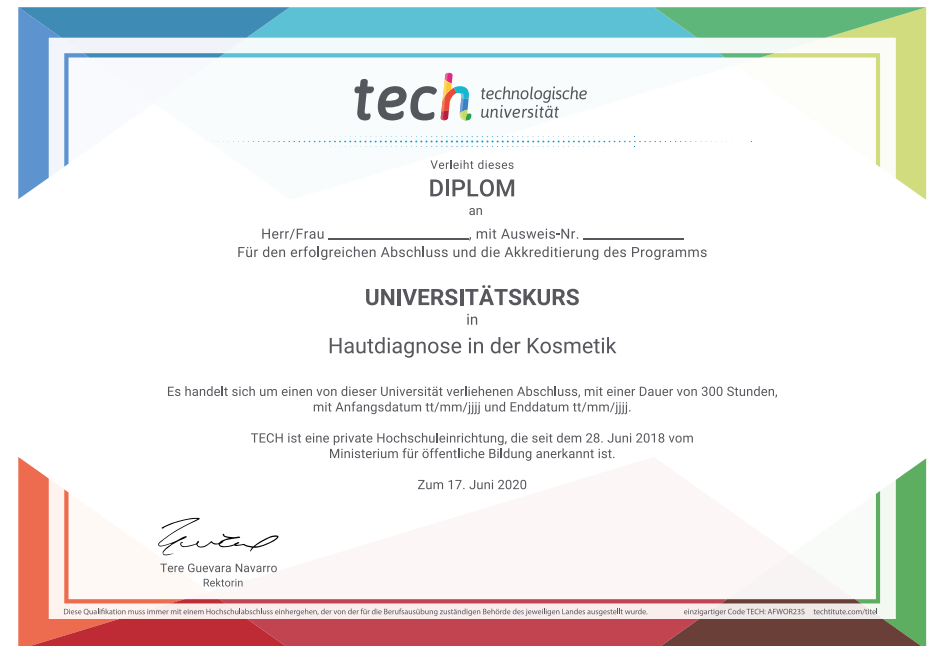 tech technologische
universität
Verleiht dieses
DIPLOM
an
Herr/Frau ____________________, mit Ausweis-Nr. ______________
Für den erfolgreichen Abschluss und die Akkreditierung des Programms
UNIVERSITÄTSKURS
in
Hautdiagnose in der Kosmetik
Es handelt sich um einen von dieser Universität verliehenen Abschluss, mit einer Dauer von 300 Stunden,
mit Anfangsdatum tt/mm/jjjj und Enddatum tt/mm/jjjj.
TECH ist eine private Hochschuleinrichtung, die seit dem 28. Juni 2018 vom
Ministerium für öffentliche Bildung anerkannt ist.
Zum 17. Juni 2020
Tere Guevara Navarro
Rektorin
Diese Qualifikation muss immer mit einem Hochschulabschluss einhergehen, der von der für die Berufsausübung zuständigen Behörde des jeweiligen Landes ausgestellt wurde. einzigartiger Code TECH: AFWOR23S techtitute.com/titel